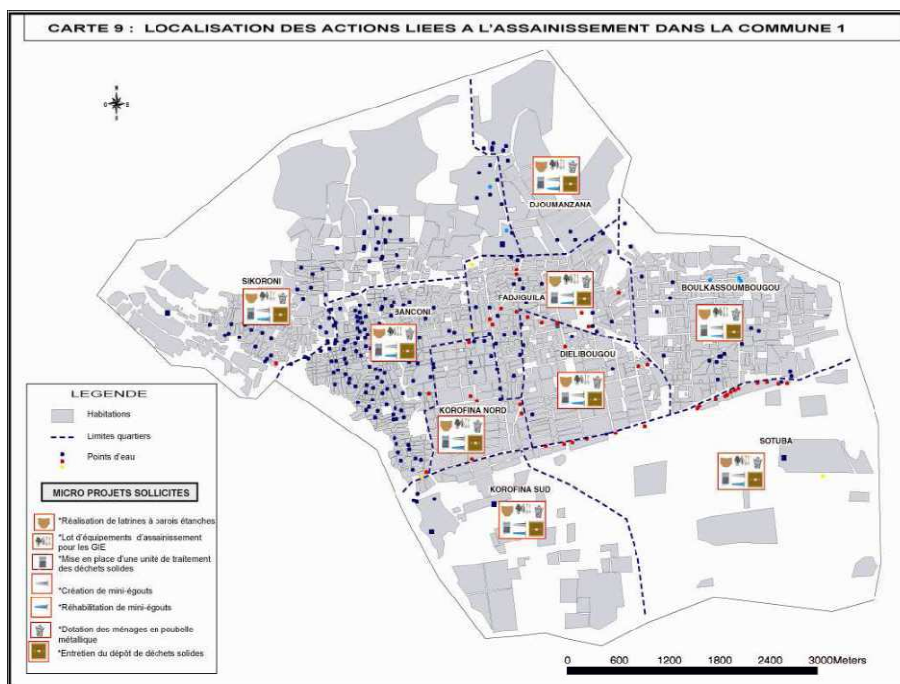 CARTE 9 : LOCALISATION DES ACTIONS LIEES A L'ASSAINISSEMENT DANS LA COMMUNE 1
DJOUMANZANA
SIKORONI
BOULKASSOUMBOUGOU
FADJIGUILA
BANCONI
DIELIBOUGOU
KOROFINA NORD
SOTUBA
KOROFINA SUD
LEGENDE
Habitations
Limites quartiers
Points d'eau
MICRO PROJETS SOLLICITES
*Réalisation de latrines à parois étanches
*Lot d'équipements d'assainissement
pour les GIE
*Mise en place d'une unité de traitement
des déchets solides
*Création de mini-égouts
*Réhabilitation de mini-égouts
*Dotation des ménages en poubelle
métallique
*Entretien du dépôt de déchets solides
0 600 1200 1800 2400 3000Meters